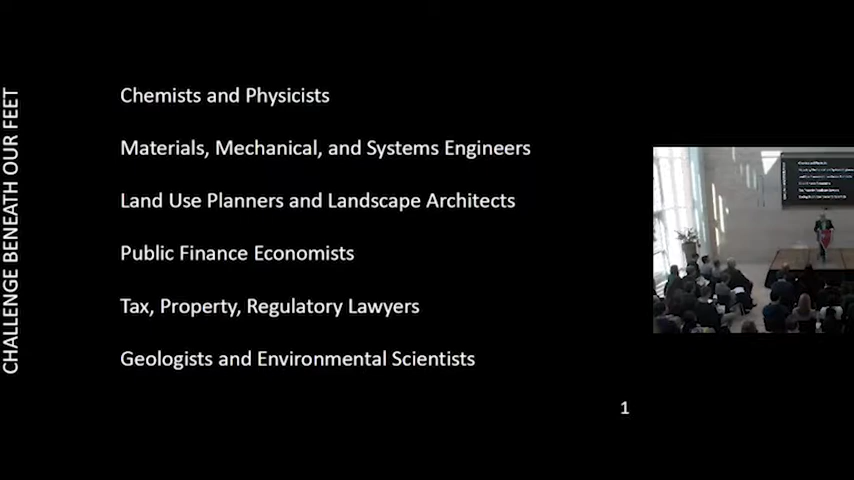 CHALLENGE BENEATH OUR FEET
Chemists and Physicists
Materials, Mechanical, and Systems Engineers
Land Use Planners and Landscape Architects
Public Finance Economists
Tax, Property, Regulatory Lawyers
Geologists and Environmental Scientists
1